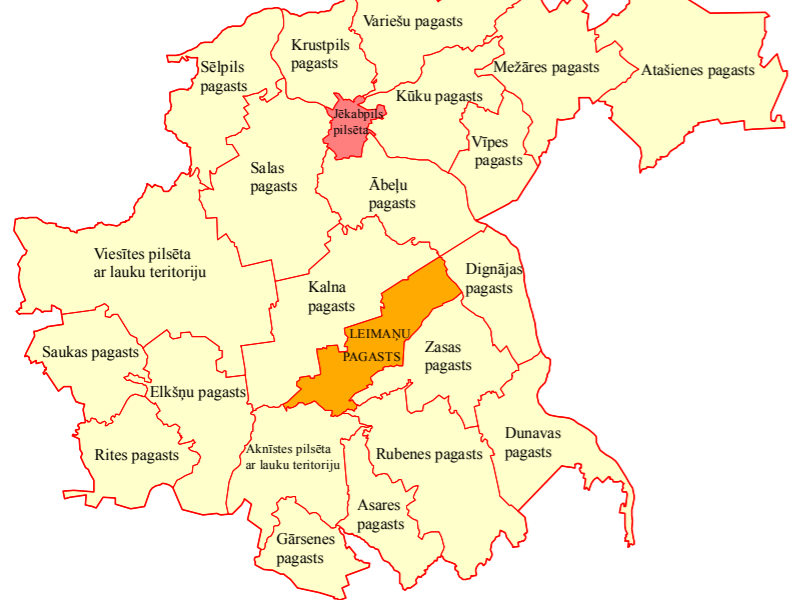 Variešu pagasts
Krustpils
pagasts
Sēlpils
pagasts
Mežāres pagasts
Atašienes pagasts
Kūku pagasts
Jēkabpils
pilsēta
Vīpes
pagasts
Salas
pagasts
Ābeļu
pagasts
Viesītes pilsēta
ar lauku teritoriju
Dignājas
pagasts
Kalna
pagasts
LEIMAŅU
PAGASTS
Zasas
pagasts
Saukas pagasts
Elkšņu pagasts
Rites pagasts
Aknīstes pilsēta
ar lauku teritoriju
Rubenes pagasts
Dunavas
pagasts
Asares
pagasts
Gārsenes
pagasts